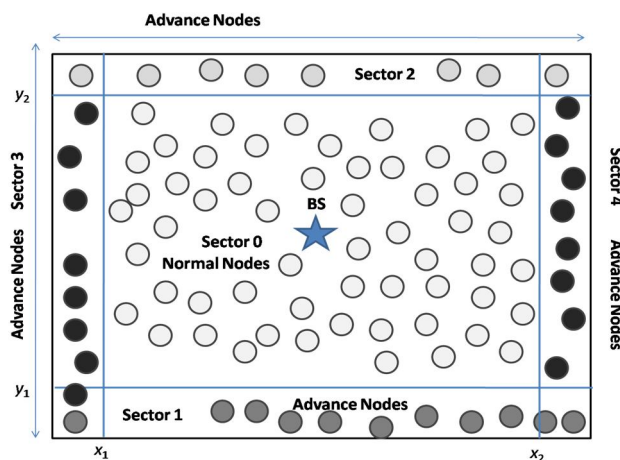 Advance Nodes
Sector 2
y2
Sector 3
Advance Nodes
BS
Sector 0
Normal Nodes
Sector 4
Advance Nodes
y1
Sector 1
Advance Nodes
x1
x2